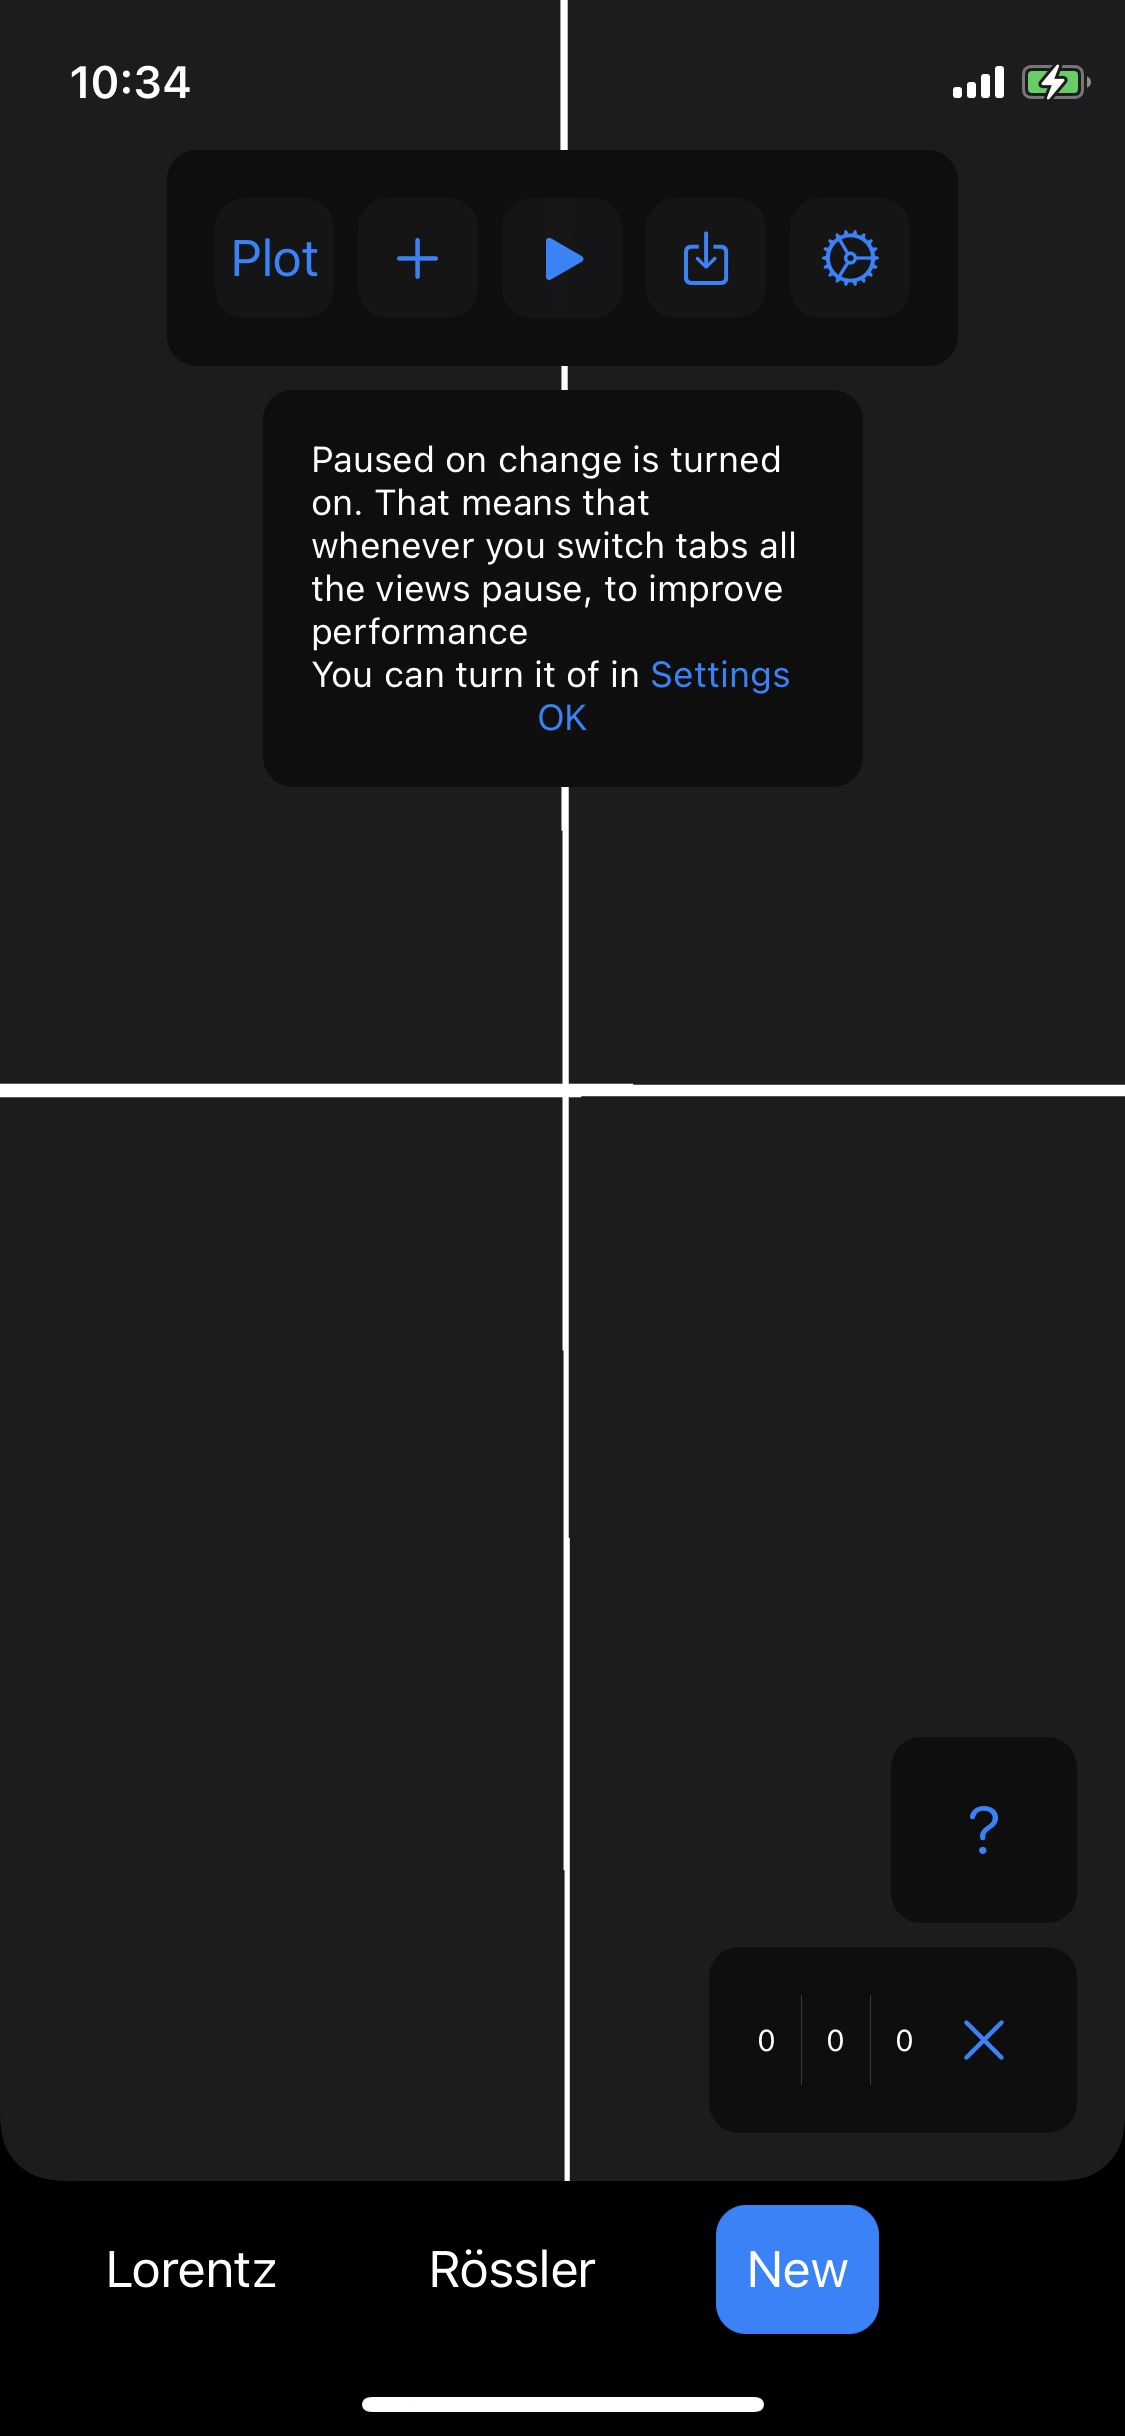 10:34
Plot
Paused on change is turned
on. That means that
whenever you switch tabs all
the views pause, to improve
performance
You can turn it of in Settings
OK
?
0 0 0
Lorentz Rössler New